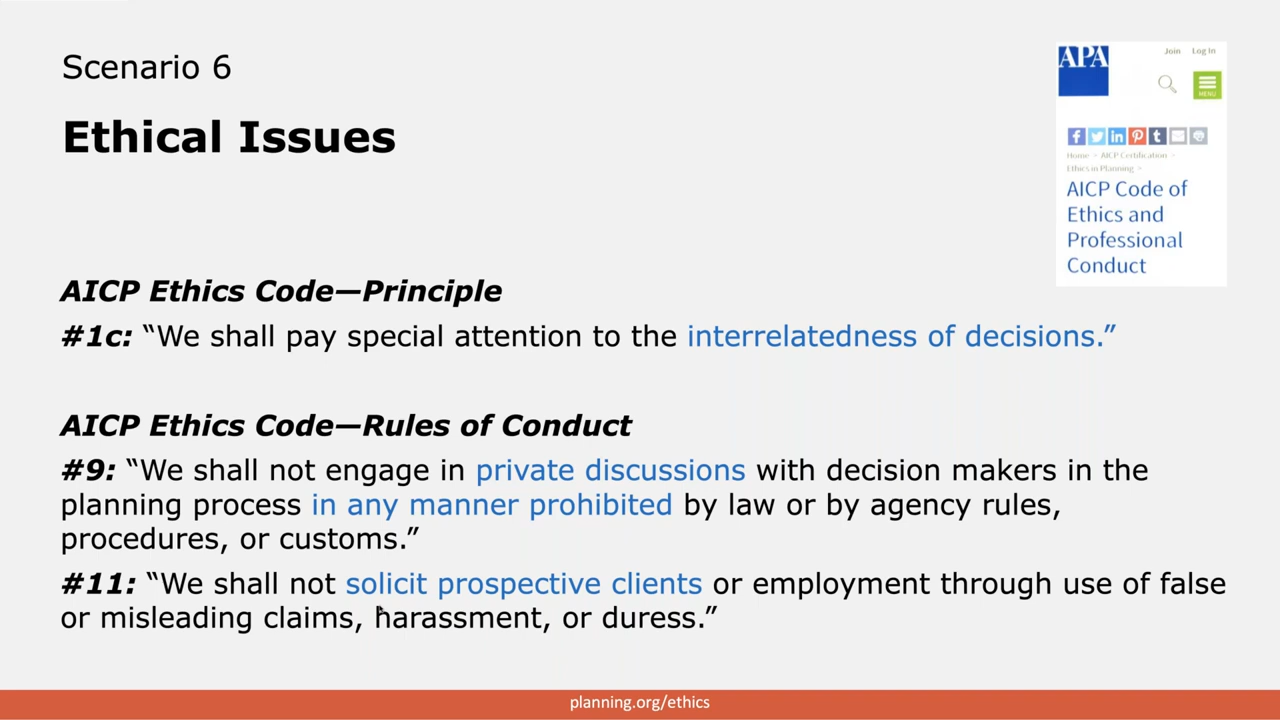 Scenario 6
Ethical Issues
APA
Join Log In
MENU
Home > AICP Certification >
Ethics in Planning >
AICP Code of
Ethics and
Professional
Conduct
AICP Ethics Code—Principle
#1c: “We shall pay special attention to the interrelatedness of decisions.”
AICP Ethics Code—Rules of Conduct
#9: “We shall not engage in private discussions with decision makers in the
planning process in any manner prohibited by law or by agency rules,
procedures, or customs.”
#11: “We shall not solicit prospective clients or employment through use of false
or misleading claims, harassment, or duress.”
planning.org/ethics